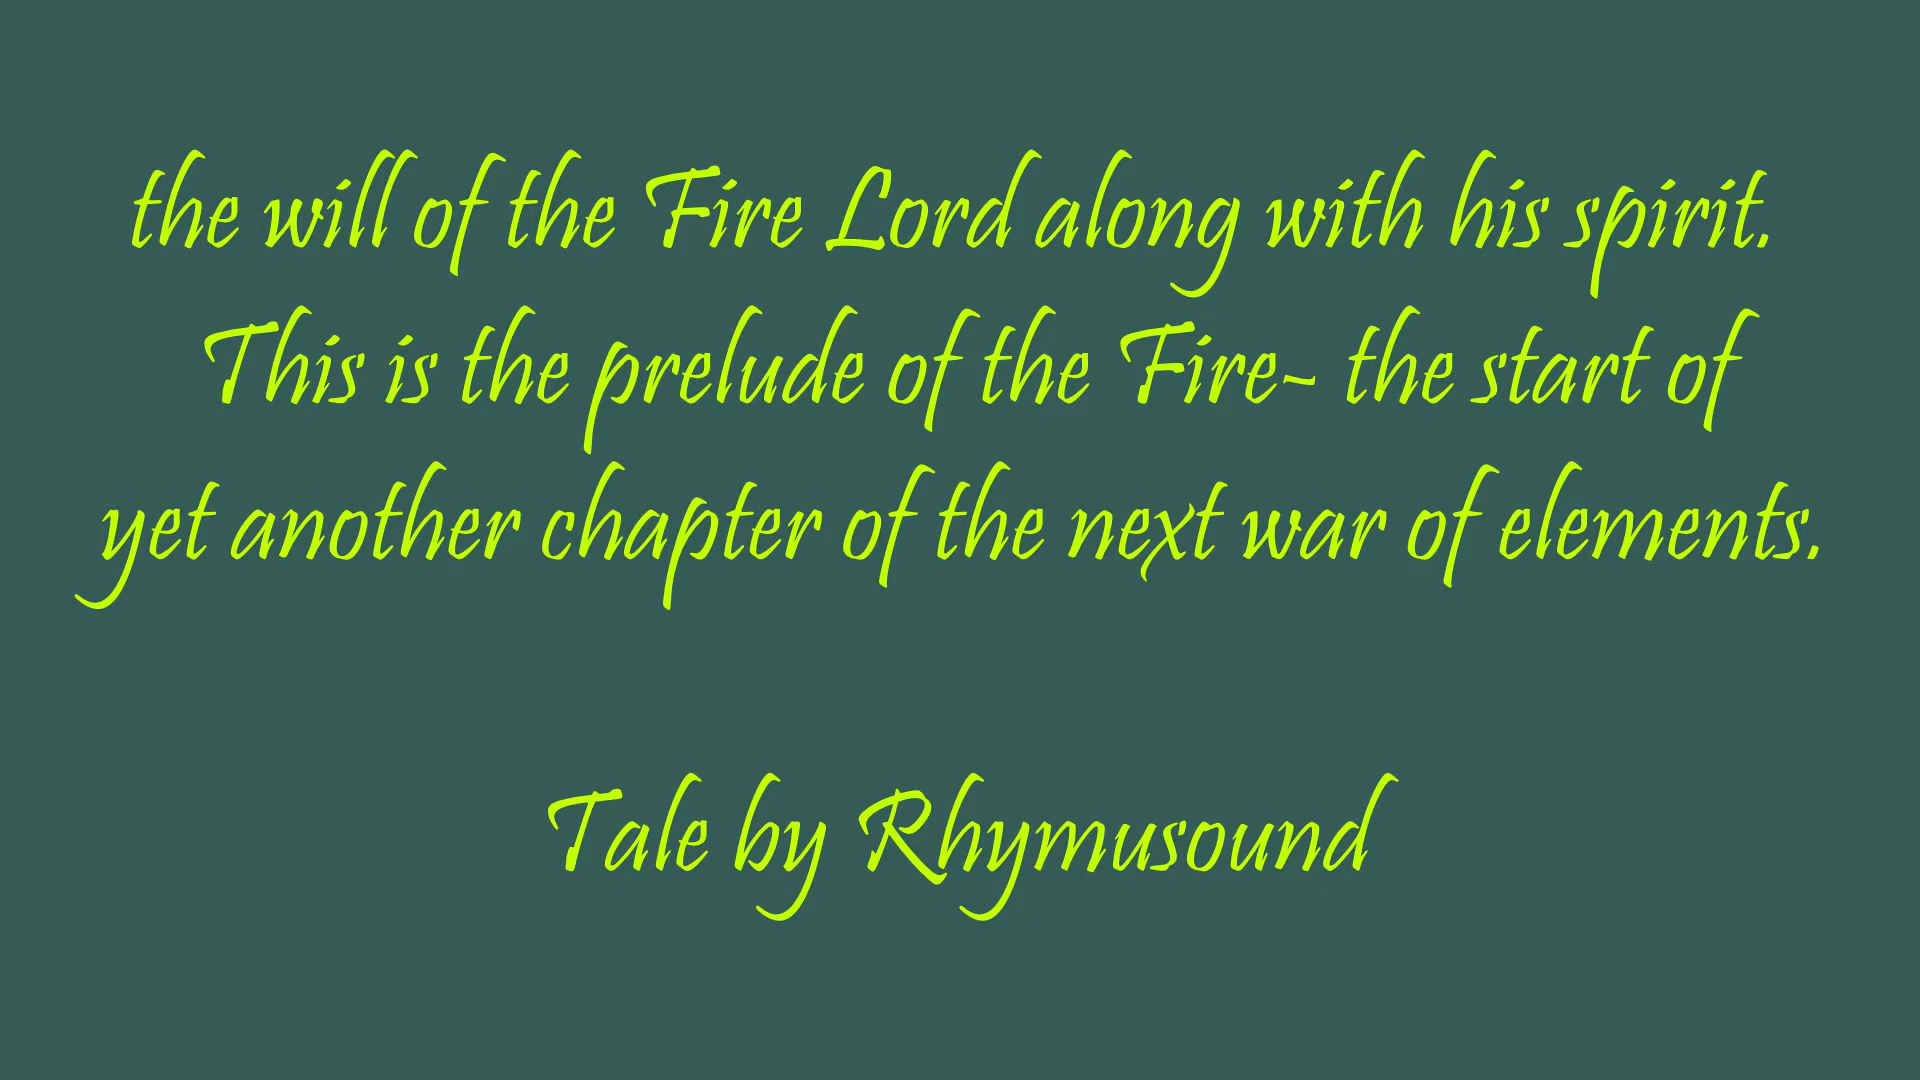 the will of the Fire Lord along with his spirit.
This is the prelude of the Fire- the start of
yet another chapter of the next war of elements.
Tale by Rhymusound